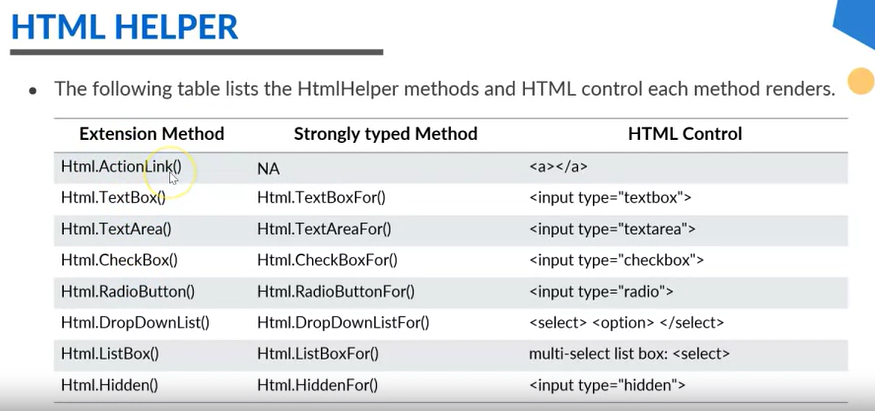 HTML HELPER
• The following table lists the HtmlHelper methods and HTML control each method renders.
Extension Method Strongly typed Method HTML Control
Html.ActionLink() NA <a></a>
Html.TextBox() Html.TextBoxFor() <input type="textbox">
Html.TextArea() Html.TextAreaFor() <input type="textarea">
Html.CheckBox() Html.CheckBoxFor() <input type="checkbox">
Html.RadioButton() Html.RadioButtonFor() <input type="radio">
Html.DropDownList() Html.DropDownListFor() <select> <option> </select>
Html.ListBox() Html.ListBoxFor() multi-select list box: <select>
Html.Hidden() Html.HiddenFor() <input type="hidden">